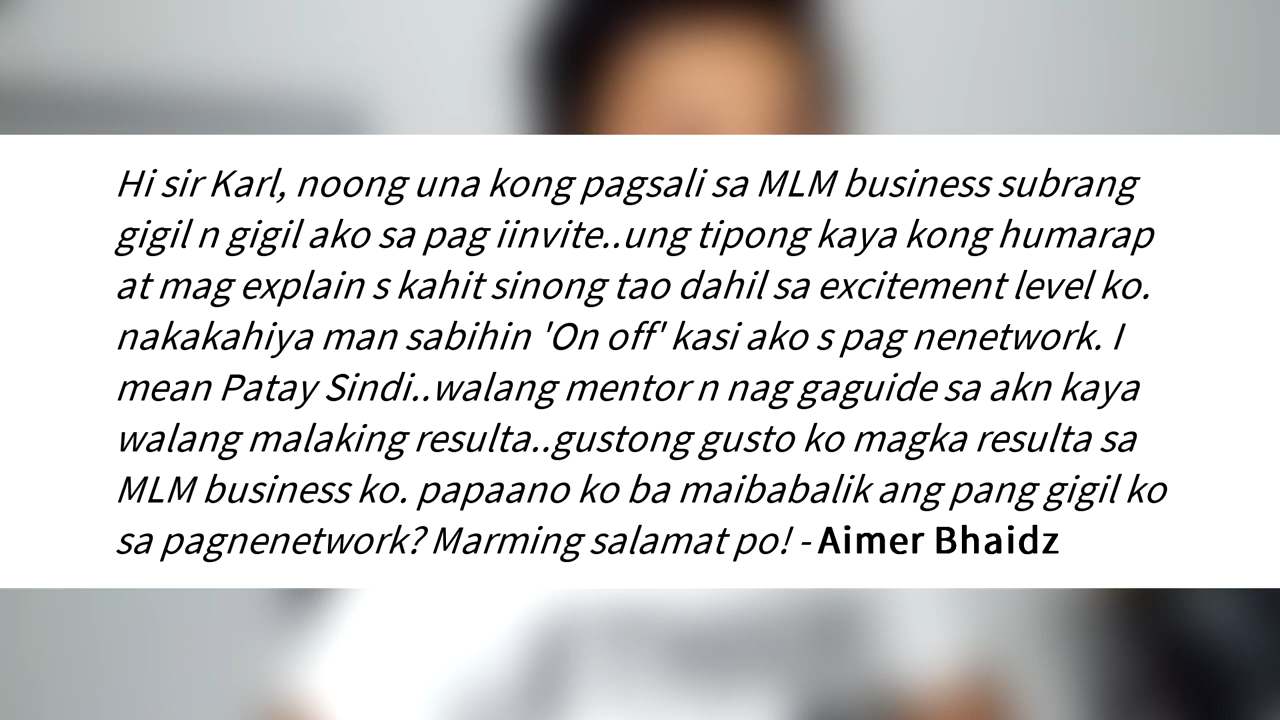 Hi sir Karl, noong una kong pagsali sa MLM business subrang
gigil n gigil ako sa pag iinvite..ung tipong kaya kong humarap
at mag explain s kahit sinong tao dahil sa excitement level ko.
nakakahiya man sabihin 'On off' kasi ako s pag nenetwork. I
mean Patay Sindi..walang mentor n nag gaguide sa akn kaya
walang malaking resulta..gustong gusto ko magka resulta sa
MLM business ko. papaano ko ba maibabalik ang pang gigil ko
sa pagnenetwork? Marming salamat po! - Aimer Bhaidz